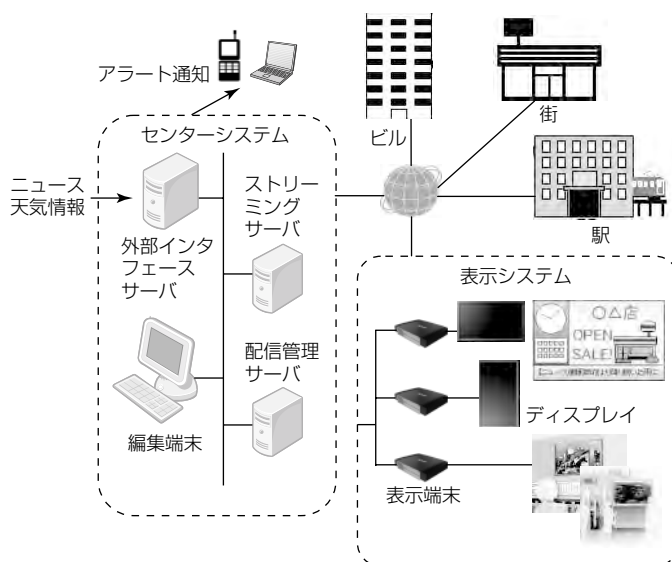 アラート通知
センターシステム
ニュース
天気情報
外部インタ
フェース
サーバ
ストリー
ミング
サーバ
配信管理
サーバ
編集端末
ビル
街
駅
表示システム
〇△店
OPEN
SALE!
ディスプレイ
表示端末